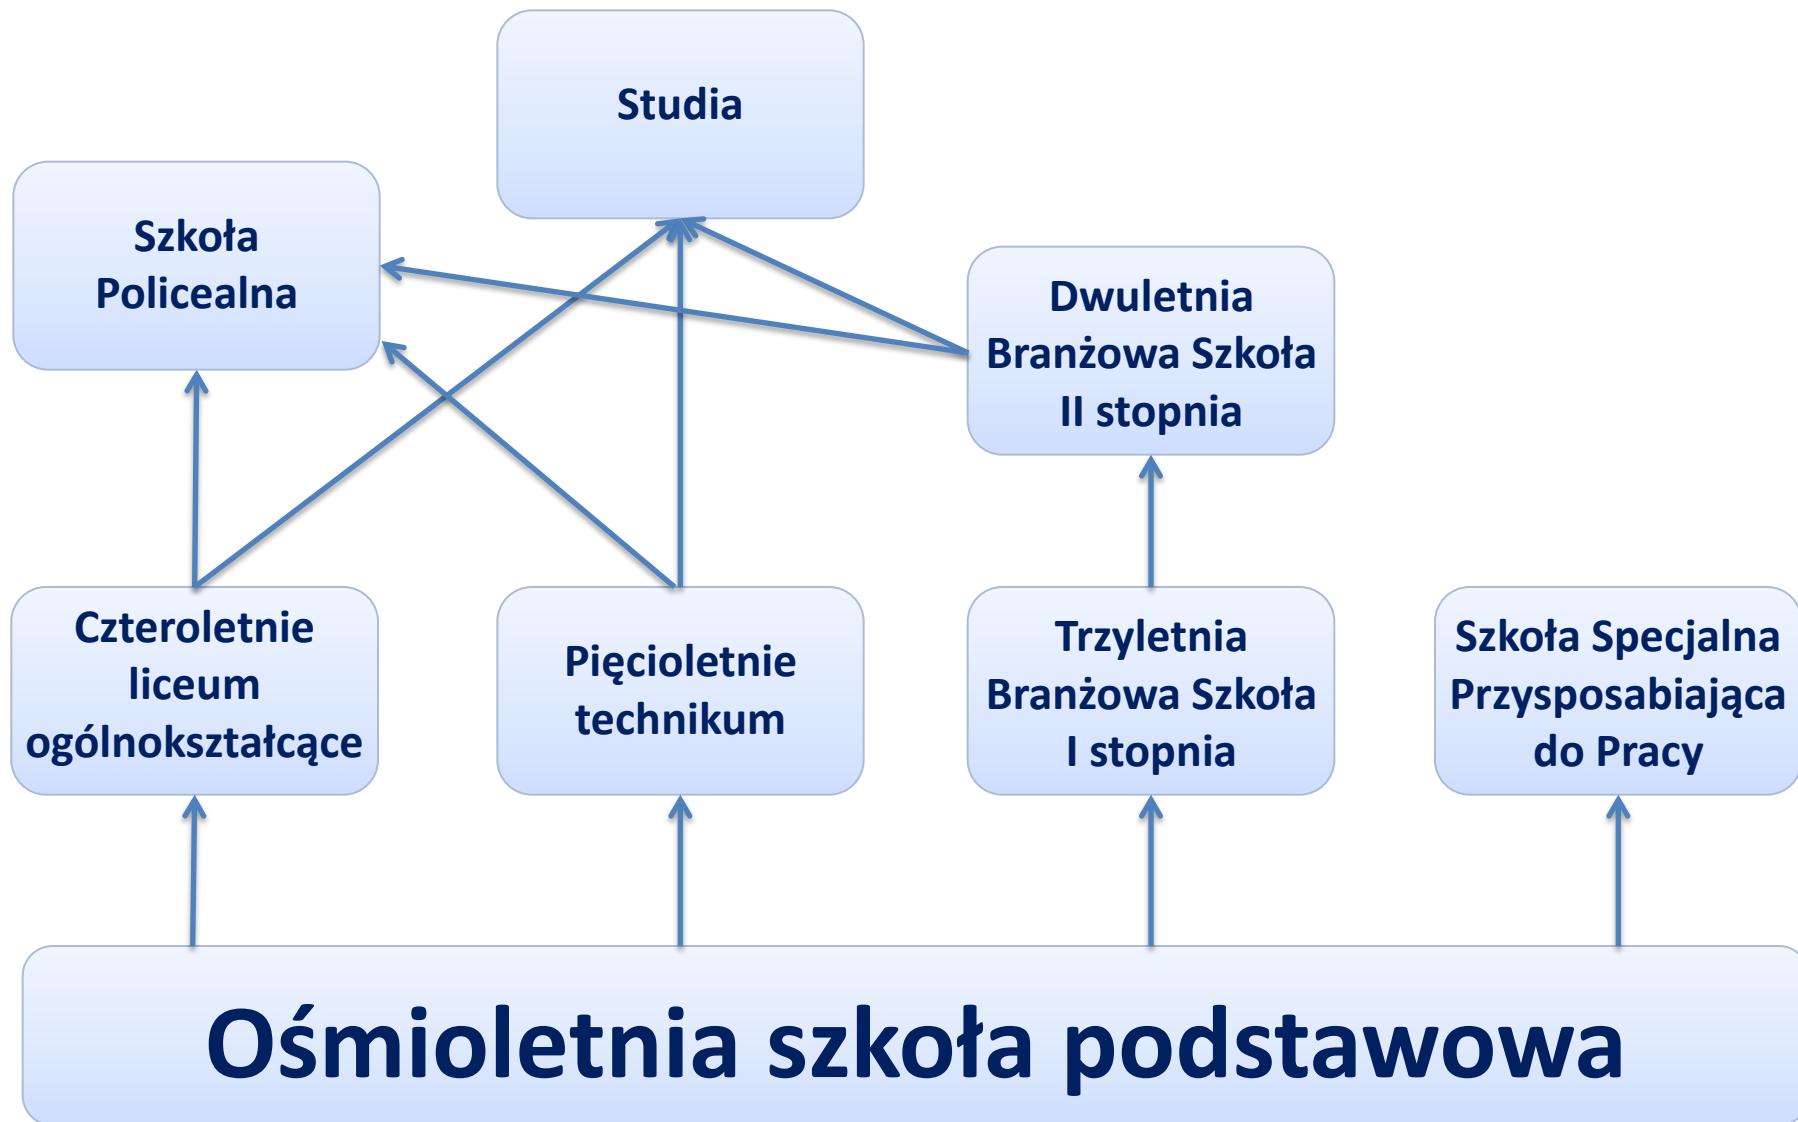 Studia
Szkoła
Policealna
Dwuletnia
Branżowa Szkoła
II stopnia
Czteroletnie
liceum
ogólnokształcące
Pięcioletnie
technikum
Trzyletnia
Branżowa Szkoła
I stopnia
Szkoła Specjalna
Przysposabiająca
do Pracy
Ośmioletnia szkoła podstawowa